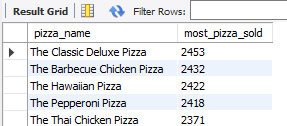 Result Grid Filter Rows:
pizza_name most_pizza_sold
The Classic Deluxe Pizza 2453
The Barbecue Chicken Pizza 2432
The Hawaiian Pizza 2422
The Pepperoni Pizza 2418
The Thai Chicken Pizza 2371